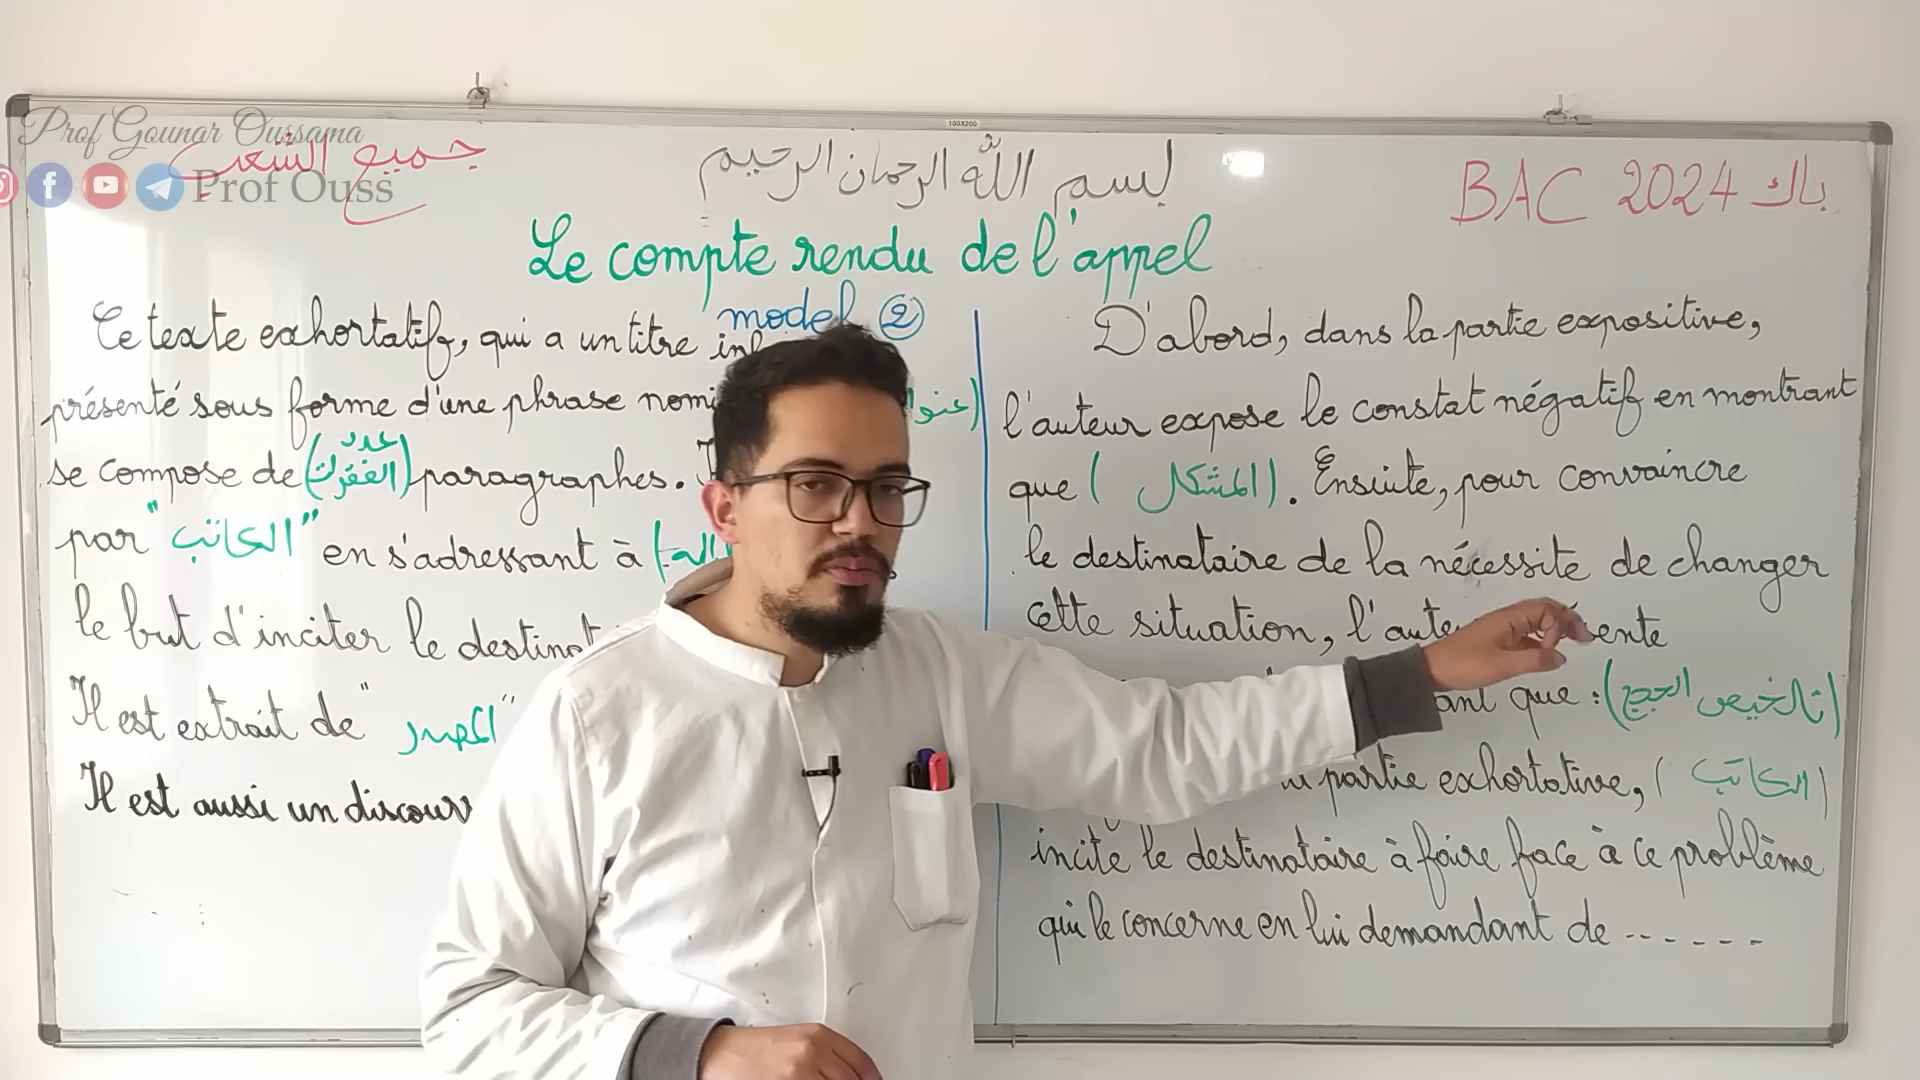 Prof Gounar Oussama
Prof Ouss
جميع الشعب
بسم الله الرحمان الرحيم
BAC 2024 باك
100X200
Le compte rendu de l'appel
model ②
Ce texte exhortatif, qui a un titre
présenté sous forme d'une phrase
se compose de (عدد الفقرات) paragraphes.
par "الكاتب" en s'adressant à
le but d'inciter le
Il est extrait de "المصدر"
Il est aussi un
D'abord, dans la partie expositive,
l'auteur expose le constat négatif en montrant
que (المشكل). Ensuite, pour convaincre
le destinataire de la nécessite de changer
cette situation,
que : (تالخيص الحجج)
partie exhortative, (الكاتب)
incite le destinataire à faire face à ce problème
qui le concerne en lui demandant de ------